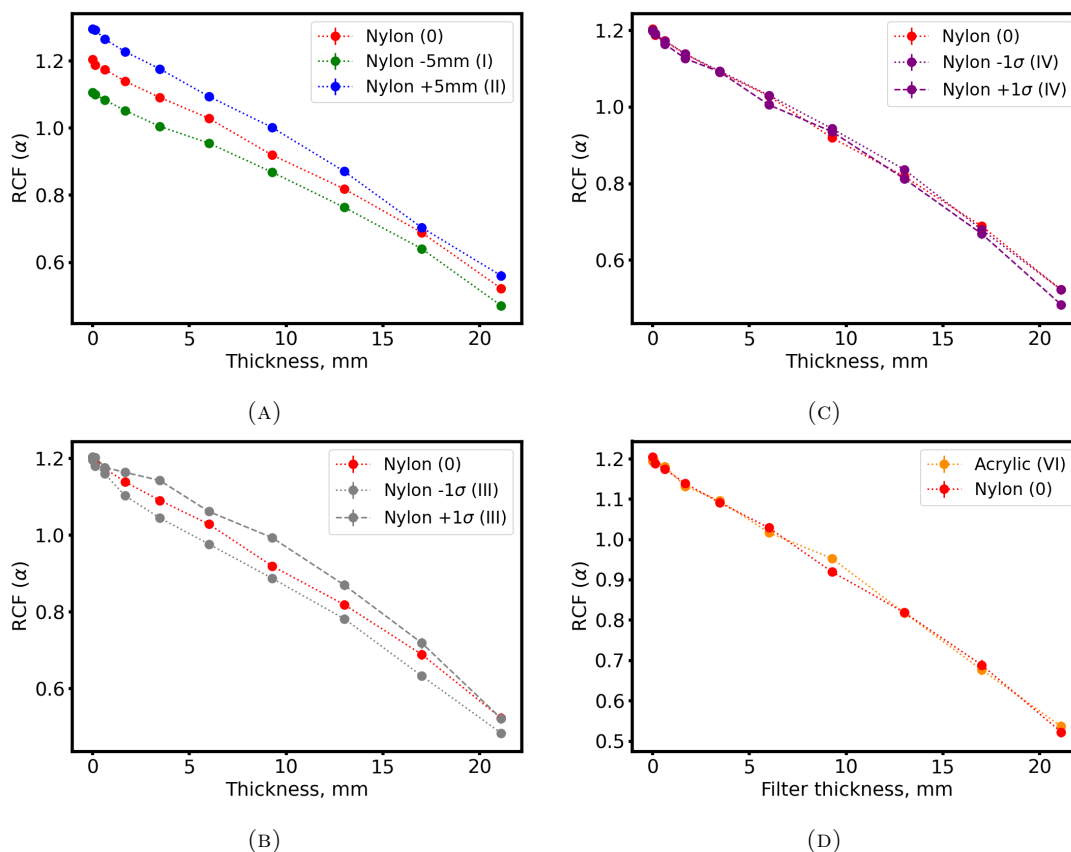 Nylon (0)
Nylon -5mm (I)
Nylon +5mm (II)
RCF (α)
1.2
1.0
0.8
0.6
0 5 10 15 20
Thickness, mm
(A)
Nylon (0)
Nylon -1σ (IV)
Nylon +1σ (IV)
RCF (α)
1.2
1.0
0.8
0.6
0 5 10 15 20
Thickness, mm
(C)
Nylon (0)
Nylon -1σ (III)
Nylon +1σ (III)
RCF (α)
1.2
1.0
0.8
0.6
0 5 10 15 20
Thickness, mm
(B)
Acrylic (VI)
Nylon (0)
RCF (α)
1.2
1.1
1.0
0.9
0.8
0.7
0.6
0.5
0 5 10 15 20
Filter thickness, mm
(D)